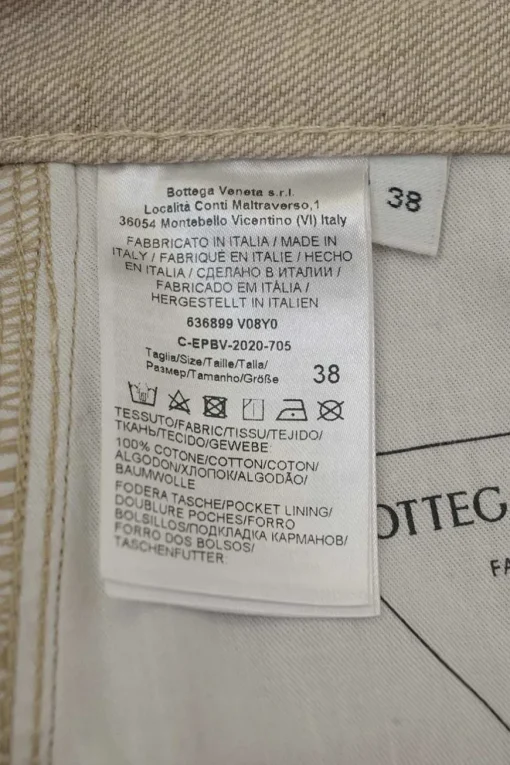 Bottega Veneta s.r.l.
Località Conti Maltraverso,1
36054 Montebello Vicentino (VI) Italy
FABBRICATO IN ITALIA / MADE IN
ITALY / FABRIQUÉ EN ITALIE / HECHO
EN ITALIA / СДЕЛАНО В ИТАЛИИ /
FABRICADO EM ITÁLIA /
HERGESTELLT IN ITALIEN
636899 V08Y0
C-EPBV-2020-705
Taglia/Size/Taille/Talla/
Размер/Tamanho/Größe 38
TESSUTO/FABRIC/TISSU/TEJIDO/
ТКАНЬ/TECIDO/GEWEBE:
100% COTONE/COTTON/COTON/
ALGODON/ХЛОПОК/ALGODÃO/
BAUMWOLLE
FODERA TASCHE/POCKET LINING/
DOUBLURE POCHES/FORRO
BOLSILLOS/ПОДКЛАДКА КАРМАНОВ/
FORRO DOS BOLSOS/
TASCHENFUTTER:
38
OTTEG
FA